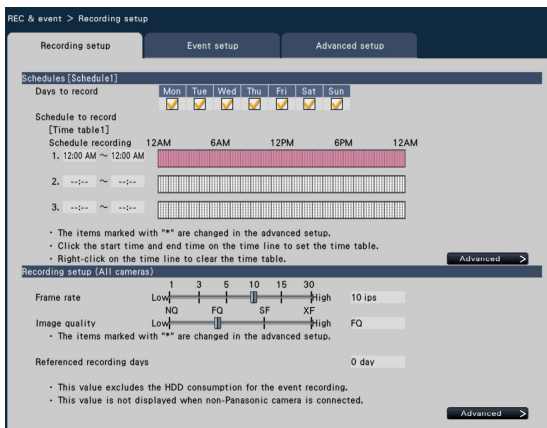 REC & event > Recording setup
Recording setup Event setup Advanced setup
Schedules [Schedule1]
Days to record Mon Tue Wed Thu Fri Sat Sun
Schedule to record
[Time table1]
Schedule recording 12AM 6AM 12PM 6PM 12AM
1. 12:00 AM ～ 12:00 AM
2. --:-- ～ --:--
3. --:-- ～ --:--
・ The items marked with "*" are changed in the advanced setup.
・ Click the start time and end time on the time line to set the time table.
・ Right-click on the time line to clear the time table.
Advanced >
Recording setup (All cameras)
1 3 5 10 15 30
Frame rate Low High 10 ips
NQ FQ SF XF
Image quality Low High FQ
・ The items marked with "*" are changed in the advanced setup.
Referenced recording days 0 day
・ This value excludes the HDD consumption for the event recording.
・ This value is not displayed when non-Panasonic camera is connected.
Advanced >